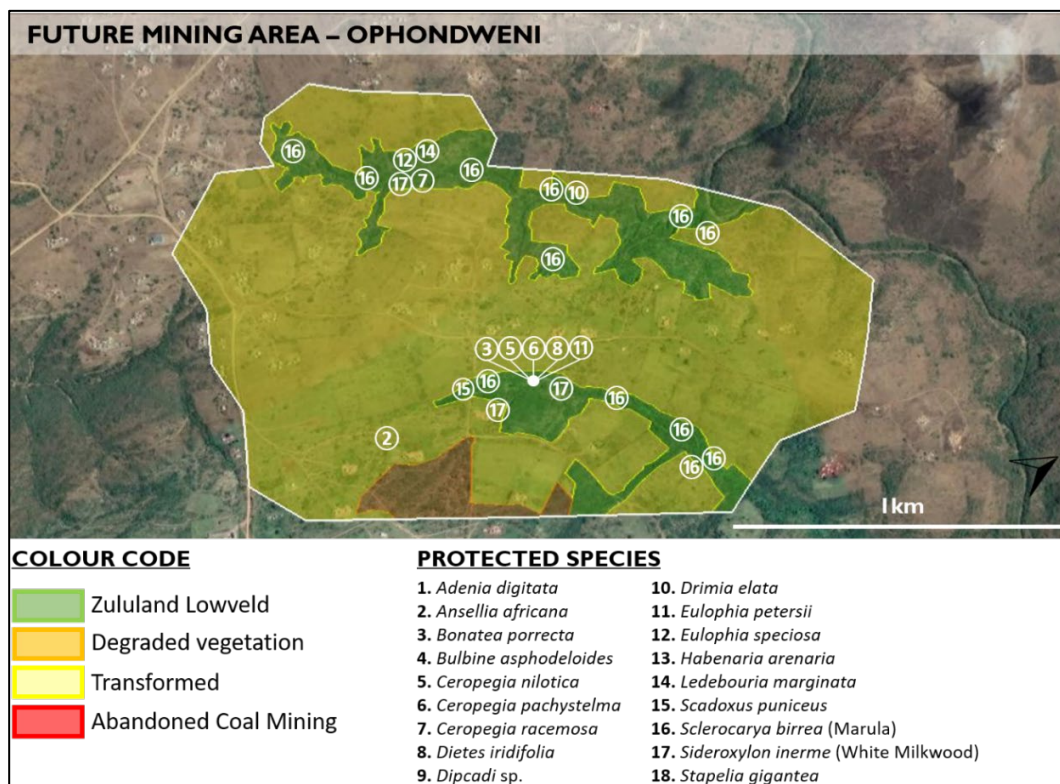 FUTURE MINING AREA – OPHONDWENI
16
14
12
16
16
17
7
16
10
16
16
16
3 5 6 8 11
15
16
17
16
17
16
2
16
16
1km
COLOUR CODE
Zululand Lowveld
Degraded vegetation
Transformed
Abandoned Coal Mining
PROTECTED SPECIES
1. Adenia digitata
2. Ansellia africana
3. Bonatea porrecta
4. Bulbine asphodeloides
5. Ceropegia nilotica
6. Ceropegia pachystelma
7. Ceropegia racemosa
8. Dietes iridifolia
9. Dipcadi sp.
10. Drimia elata
11. Eulophia petersii
12. Eulophia speciosa
13. Habenaria arenaria
14. Ledebouria marginata
15. Scadoxus puniceus
16. Sclerocarya birrea (Marula)
17. Sideroxylon inerme (White Milkwood)
18. Stapelia gigantea